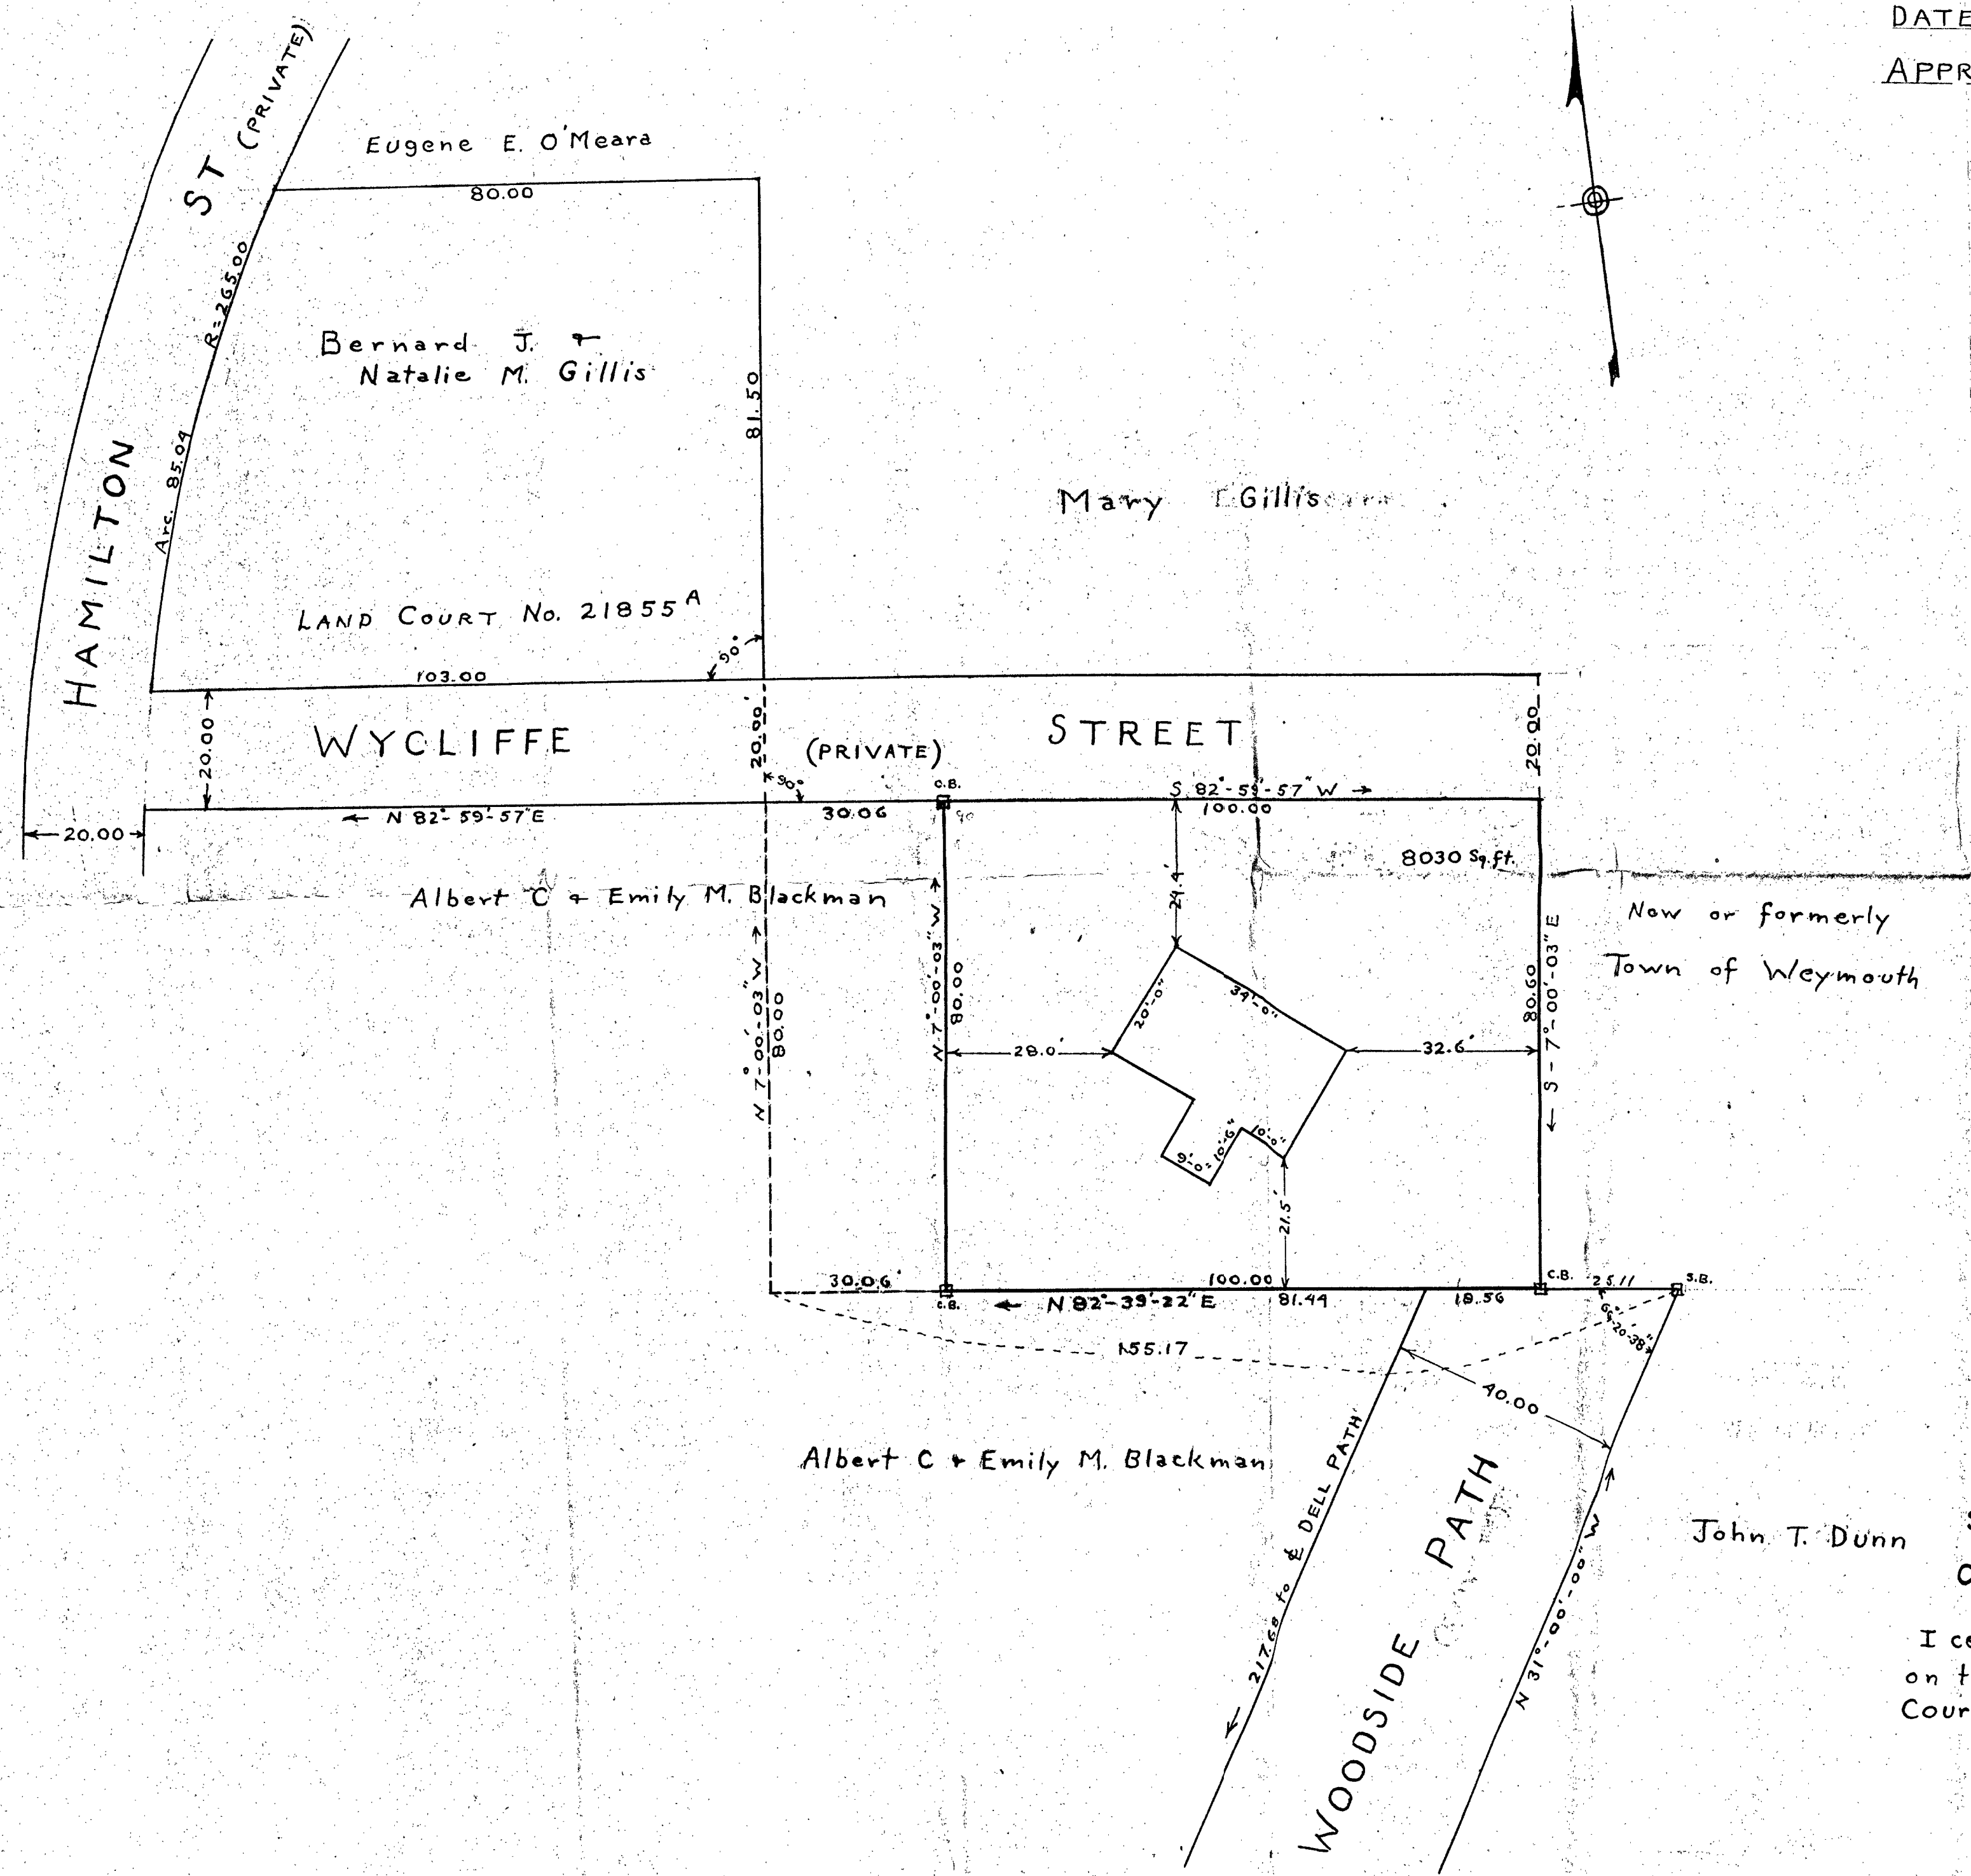 DATE
APPR
ST (PRIVATE)
Eugene E. O'Meara
80.00
R=265.00
Bernard J. &
Natalie M. Gillis
81.50
HAMILTON
Arc. 85.04
Mary Gillis
LAND COURT No. 21855 A
90°
103.00
20.00
WYCLIFFE
20.00'
(PRIVATE)
STREET
20.00
90°
C.B.
S 82°-59'-57" W
20.00
N 82°-59'-57" E
30.06
90
100.00
8030 Sq.ft.
Albert C & Emily M. Blackman
Now or formerly
Town of Weymouth
N 7°-00'-03" W
80.00
N 7°-00'-03" W
80.00
20'-0"
34'-0"
80.60
S-7°-00'-03" E
28.0'
32.6'
9'-0"
10'-6"
10'-0"
21.5'
30.06'
C.B.
100.00
N 82°-39'-22" E
81.44
18.56
C.B.
25.11
S.B.
155.17
40.00
Albert C & Emily M. Blackman
217.68 to ℄ DELL PATH
WOODSIDE PATH
N 31°-00'-00" W
John T. Dunn
I ce
on t
Cour